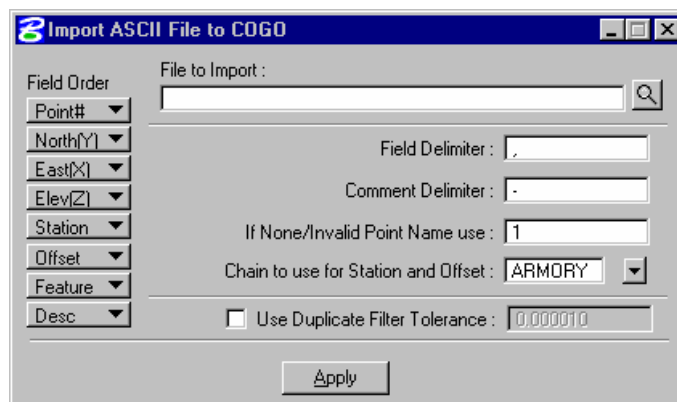 Import ASCII File to COGO
Field Order
Point#
North(Y)
East(X)
Elev(Z)
Station
Offset
Feature
Desc
File to Import :
Field Delimiter : ,
Comment Delimiter : -
If None/Invalid Point Name use : 1
Chain to use for Station and Offset : ARMORY
Use Duplicate Filter Tolerance : 0.000010
Apply